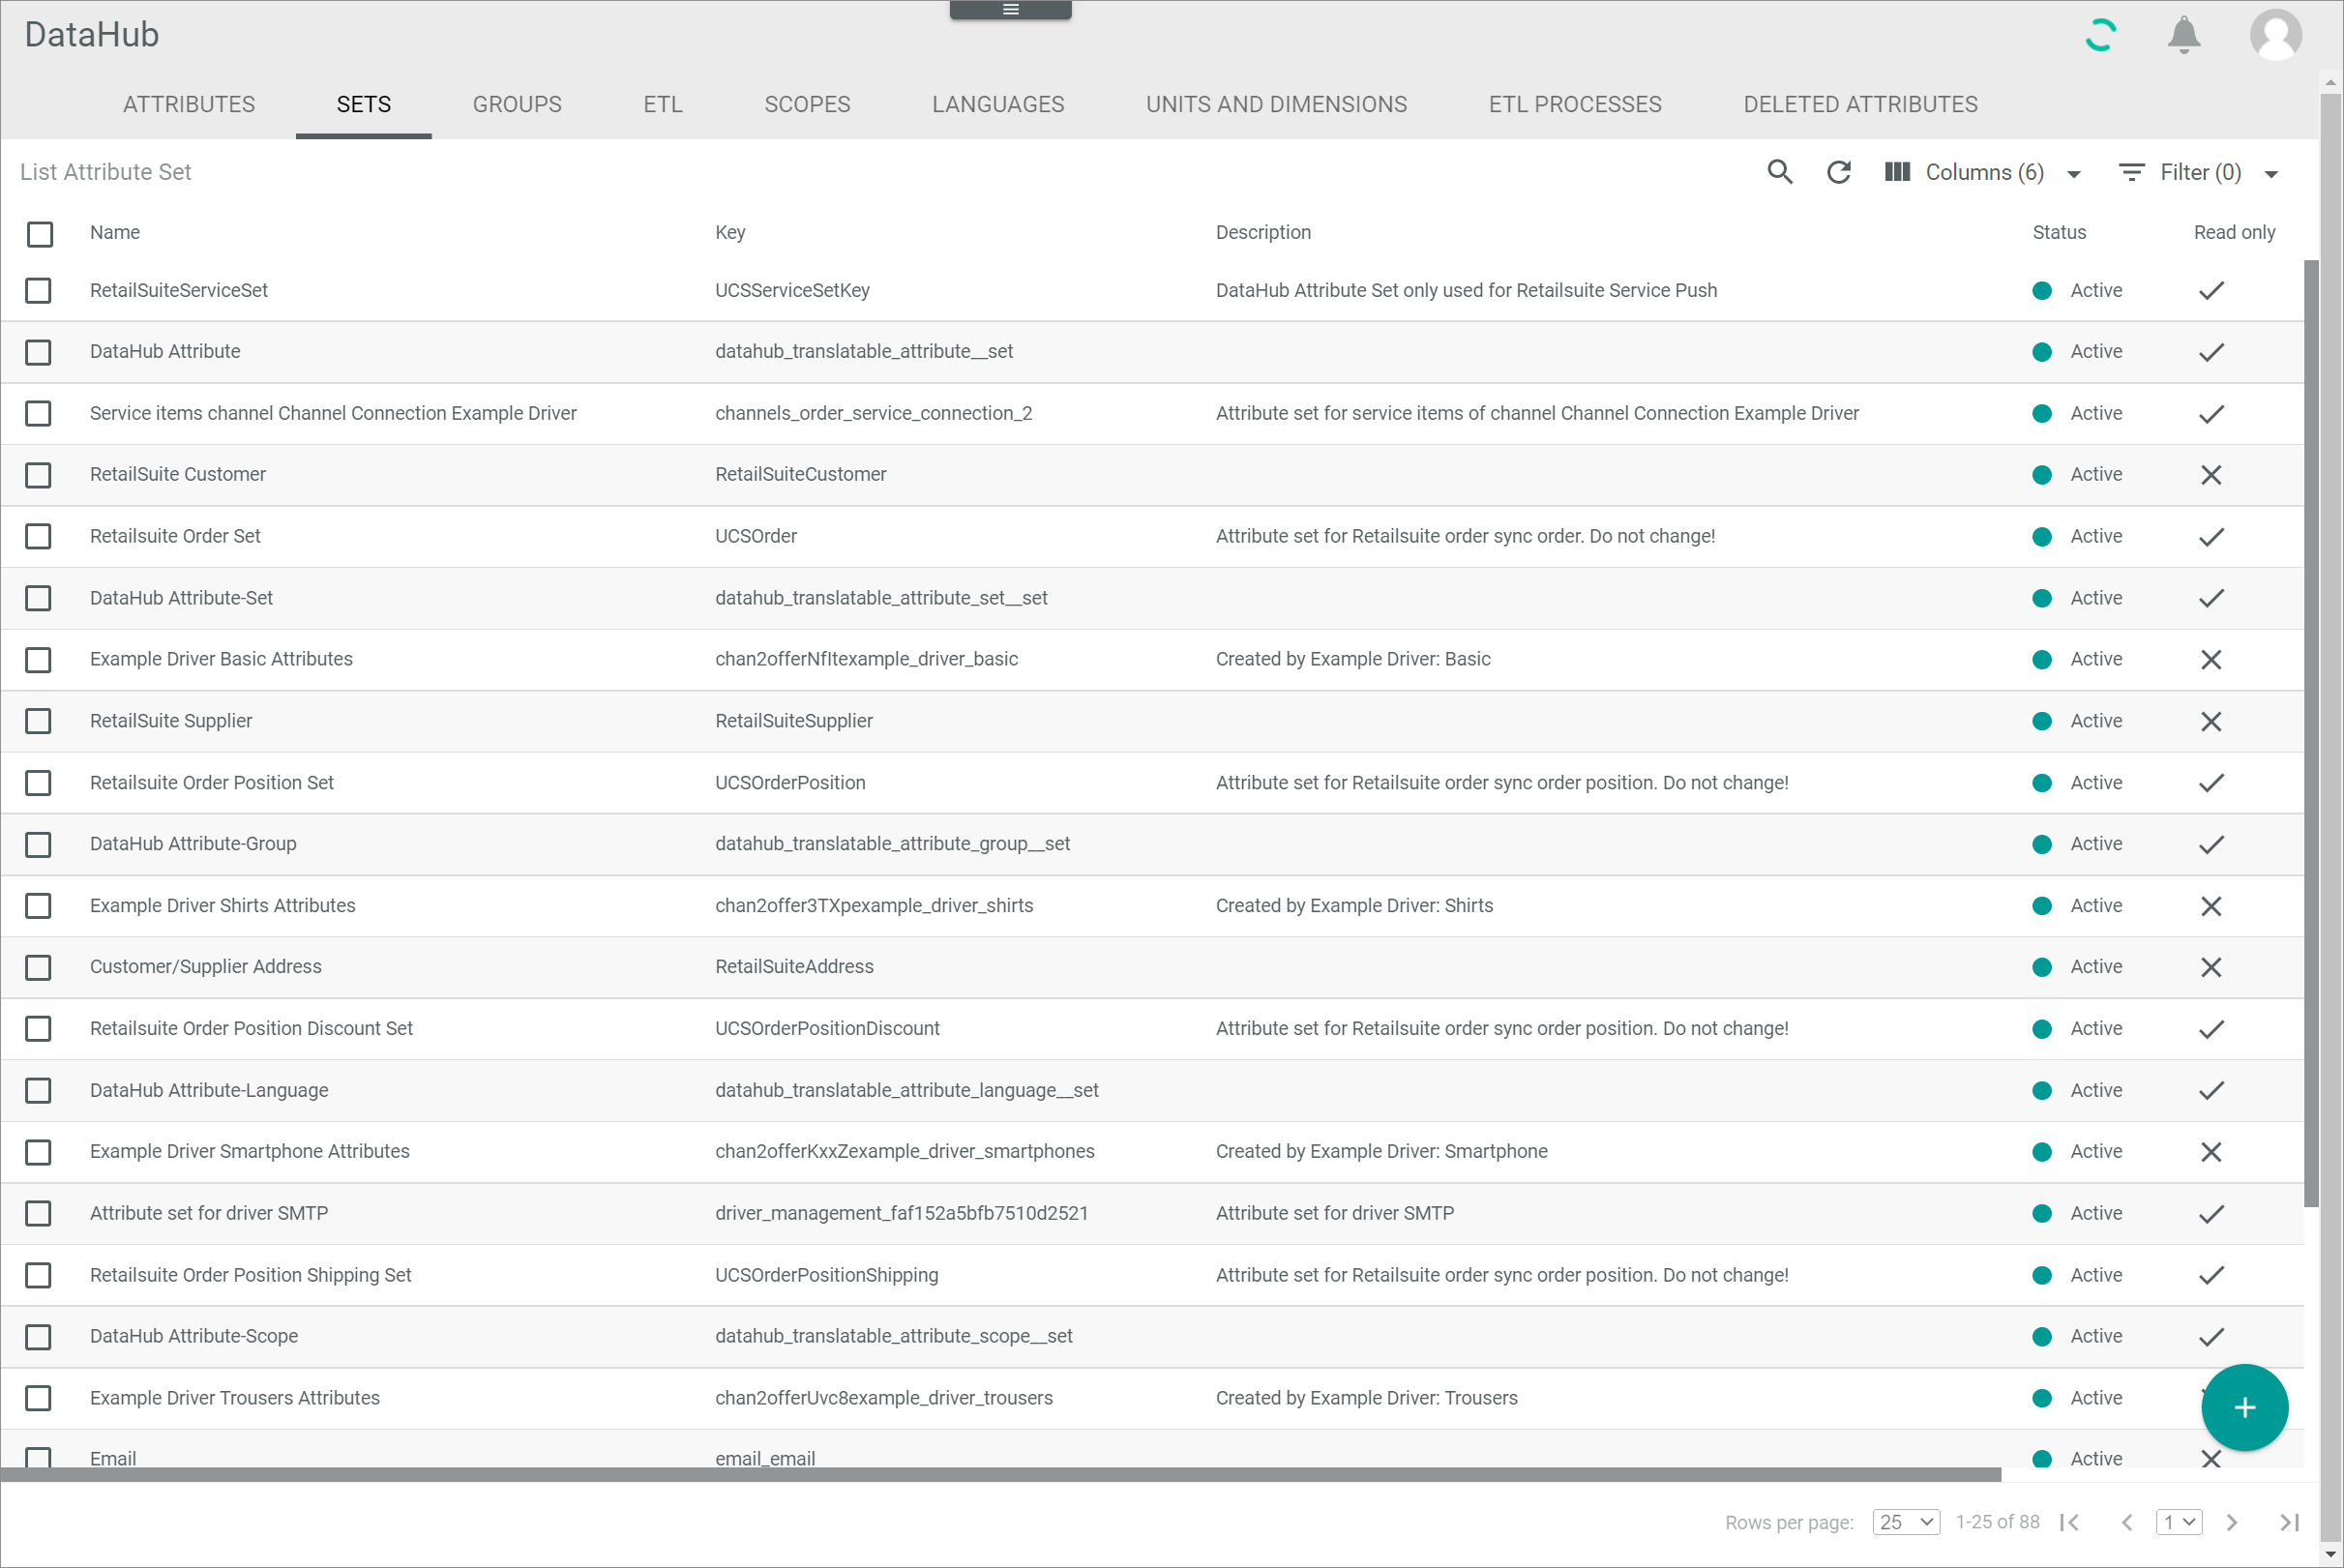 DataHub
ATTRIBUTES SETS GROUPS ETL SCOPES LANGUAGES UNITS AND DIMENSIONS ETL PROCESSES DELETED ATTRIBUTES
List Attribute Set Columns (6) Filter (0)
Name Key Description Status Read only
RetailSuiteServiceSet UCSServiceSetKey DataHub Attribute Set only used for Retailsuite Service Push Active
DataHub Attribute datahub_translatable_attribute__set Active
Service items channel Channel Connection Example Driver channels_order_service_connection_2 Attribute set for service items of channel Channel Connection Example Driver Active
RetailSuite Customer RetailSuiteCustomer Active
Retailsuite Order Set UCSOrder Attribute set for Retailsuite order sync order. Do not change! Active
DataHub Attribute-Set datahub_translatable_attribute_set__set Active
Example Driver Basic Attributes chan2offerNfItexample_driver_basic Created by Example Driver: Basic Active
RetailSuite Supplier RetailSuiteSupplier Active
Retailsuite Order Position Set UCSOrderPosition Attribute set for Retailsuite order sync order position. Do not change! Active
DataHub Attribute-Group datahub_translatable_attribute_group__set Active
Example Driver Shirts Attributes chan2offer3TXpexample_driver_shirts Created by Example Driver: Shirts Active
Customer/Supplier Address RetailSuiteAddress Active
Retailsuite Order Position Discount Set UCSOrderPositionDiscount Attribute set for Retailsuite order sync order position. Do not change! Active
DataHub Attribute-Language datahub_translatable_attribute_language__set Active
Example Driver Smartphone Attributes chan2offerKxxZexample_driver_smartphones Created by Example Driver: Smartphone Active
Attribute set for driver SMTP driver_management_faf152a5bfb7510d2521 Attribute set for driver SMTP Active
Retailsuite Order Position Shipping Set UCSOrderPositionShipping Attribute set for Retailsuite order sync order position. Do not change! Active
DataHub Attribute-Scope datahub_translatable_attribute_scope__set Active
Example Driver Trousers Attributes chan2offerUvc8example_driver_trousers Created by Example Driver: Trousers Active
Email email_email Active
Rows per page: 25 1-25 of 88 1